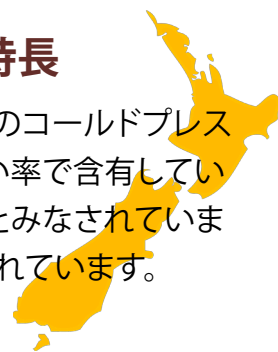 特長
のコールドプレス
い率で含有してい
とみなされていま
れています。